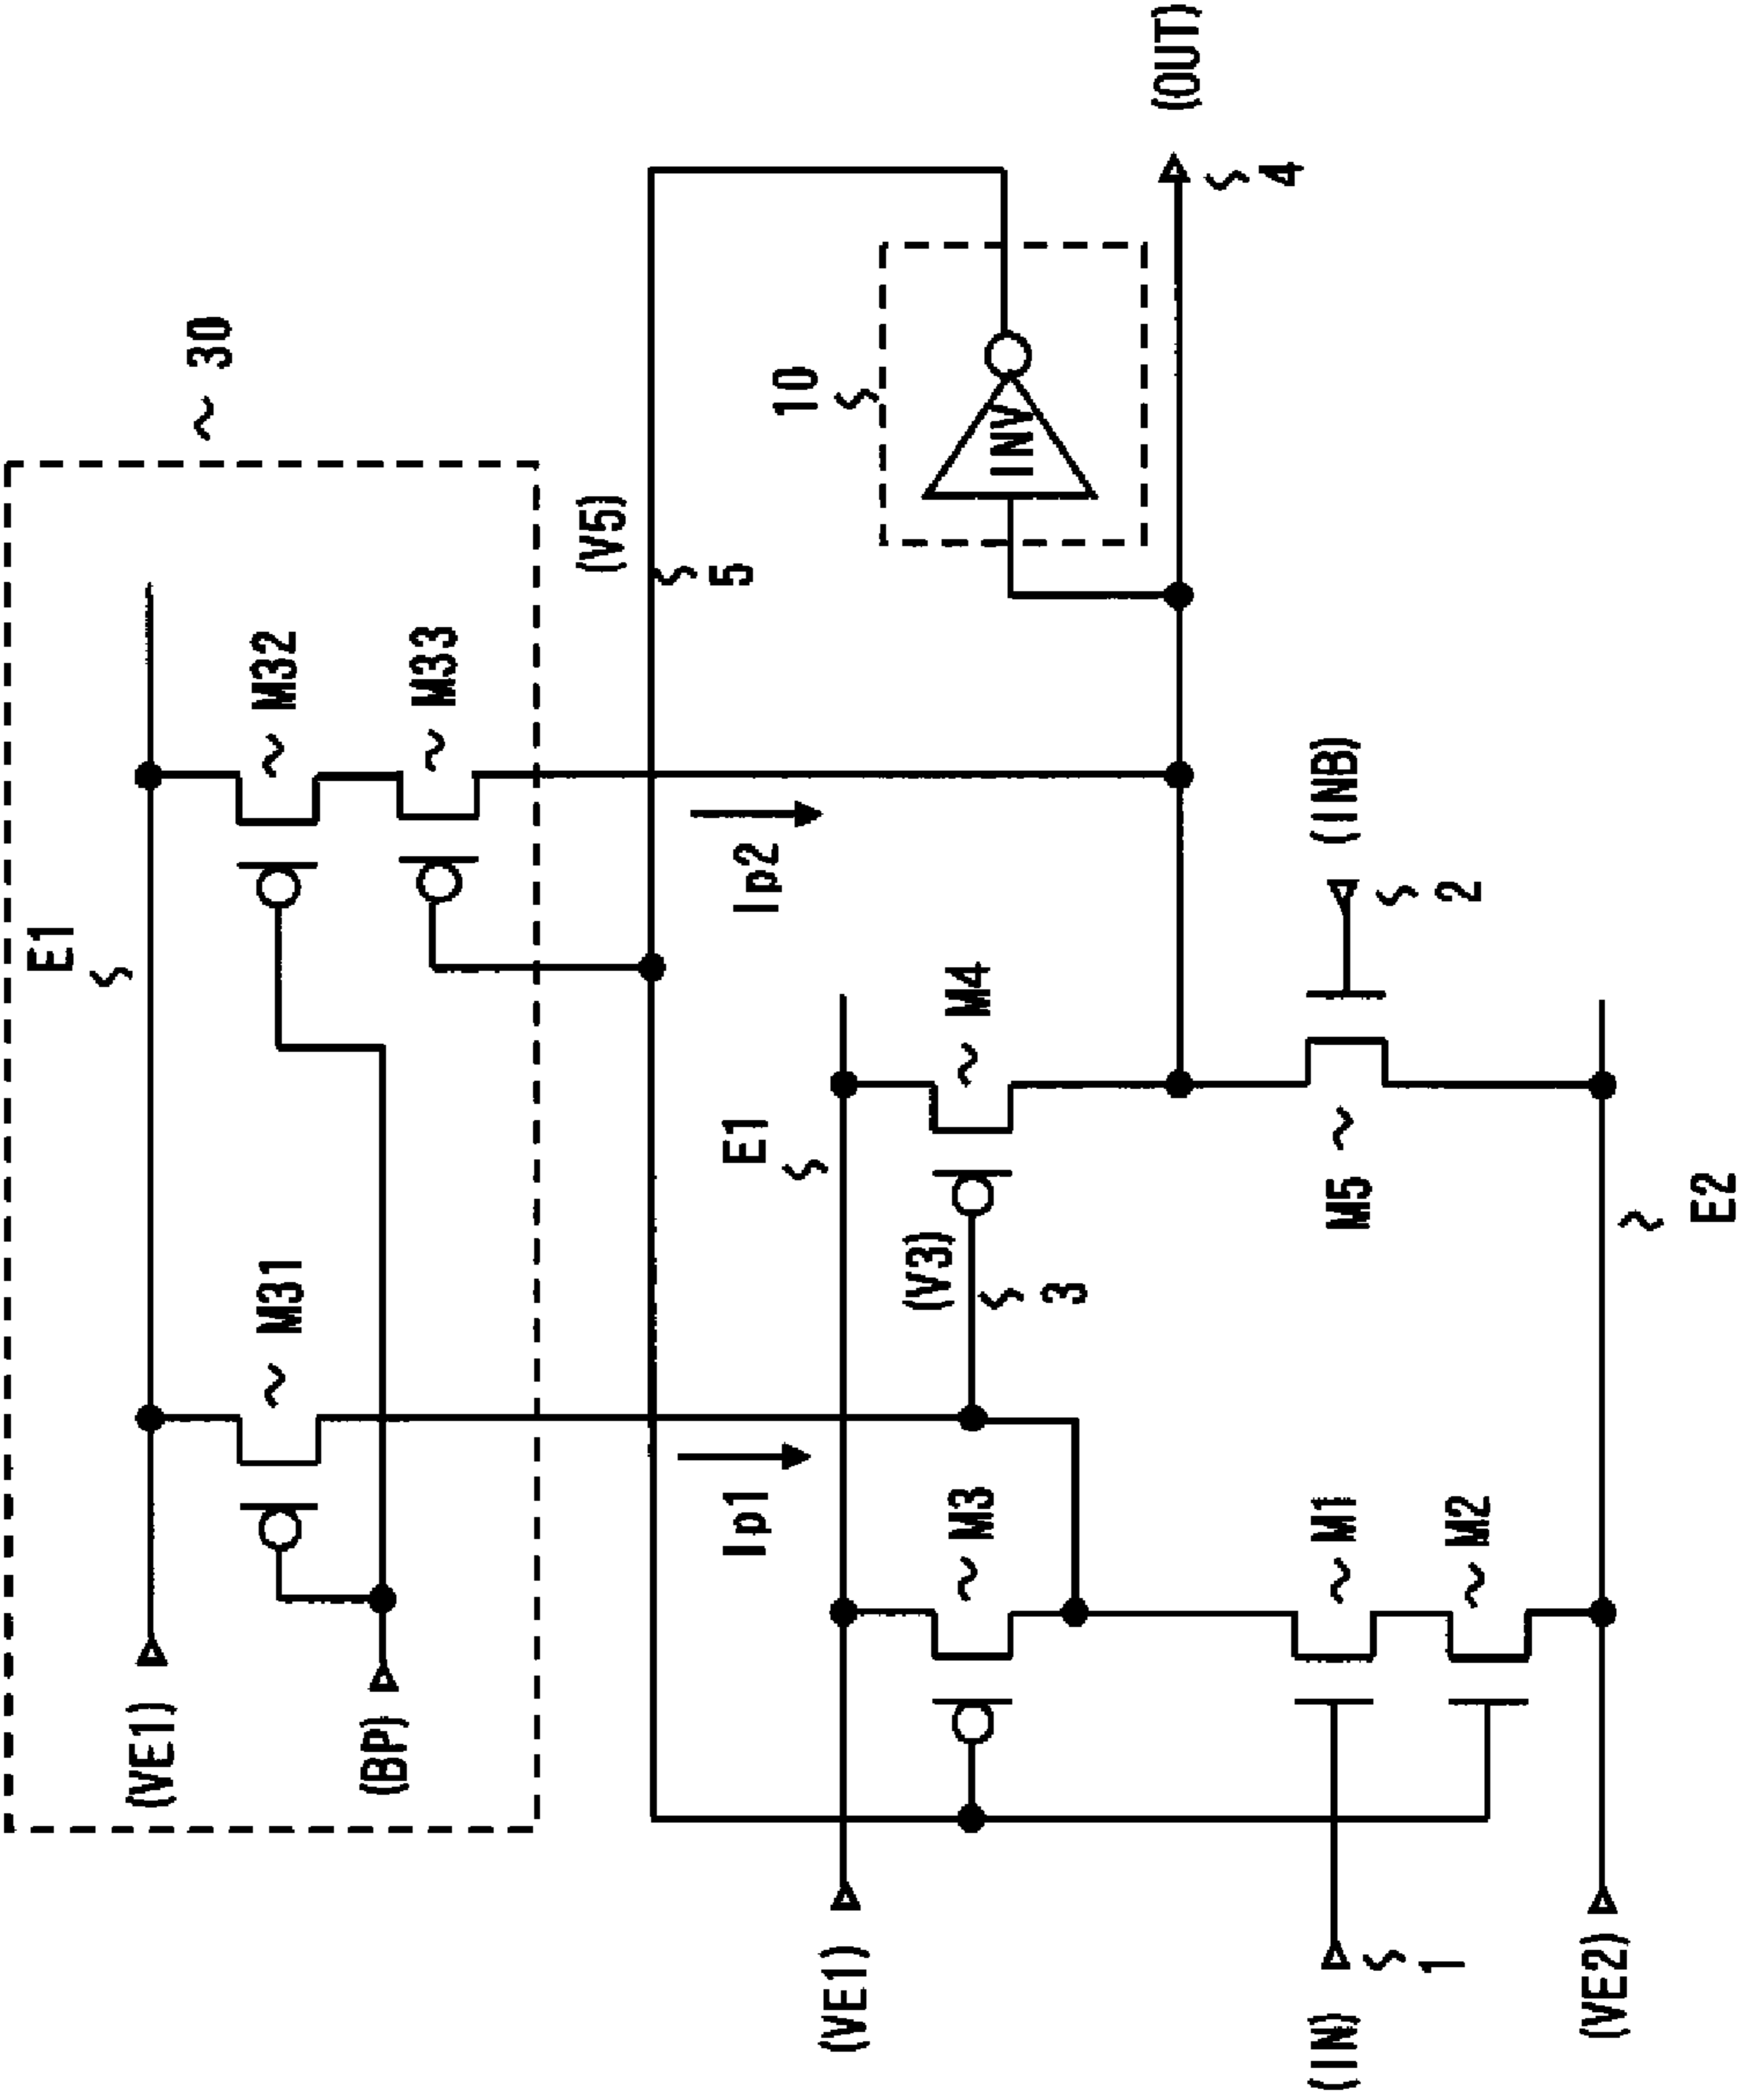 ~ 30
E1
(VE1)
(BP)
~ M31
~ M32
~ M33
(V5)
5
Ip1
Ip2
10
INV
(OUT)
4
E1
(VE1)
~ M3
(V3)
3
~ M4
(IN)
1
~ M1
~ M2
M5 ~
(INB)
2
(VE2)
E2